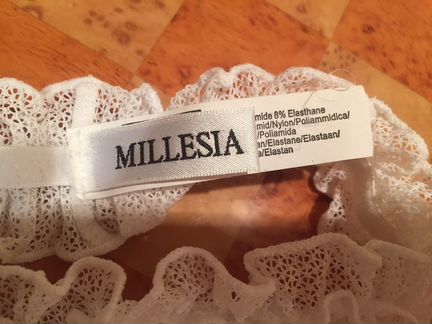 MILLESIA
mide 8% Elasthane
mid/Nylon/Poliammidica/
/Poliamida
an/Elastane/Elastaan/
e/Elastan